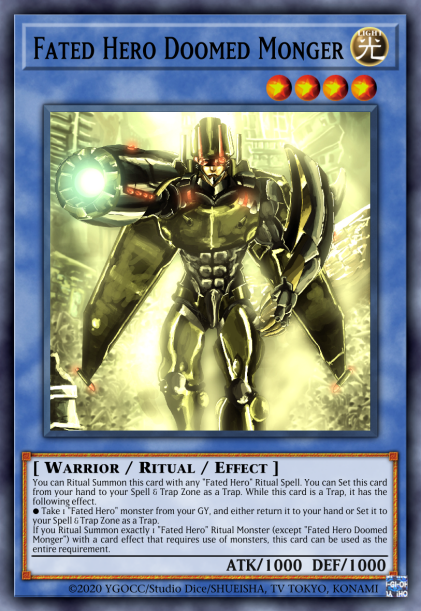 FATED HERO DOOMED MONGER
LIGHT
光
[ WARRIOR / RITUAL / EFFECT ]
You can Ritual Summon this card with any "Fated Hero" Ritual Spell. You can Set this card
from your hand to your Spell & Trap Zone as a Trap. While this card is a Trap, it has the
following effect.
● Take 1 "Fated Hero" monster from your GY, and either return it to your hand or Set it to
your Spell & Trap Zone as a Trap.
If you Ritual Summon exactly 1 "Fated Hero" Ritual Monster (except "Fated Hero Doomed
Monger") with a card effect that requires use of monsters, this card can be used as the
entire requirement.
ATK/1000 DEF/1000
©2020 YGOCC/Studio Dice/SHUEISHA, TV TOKYO, KONAMI